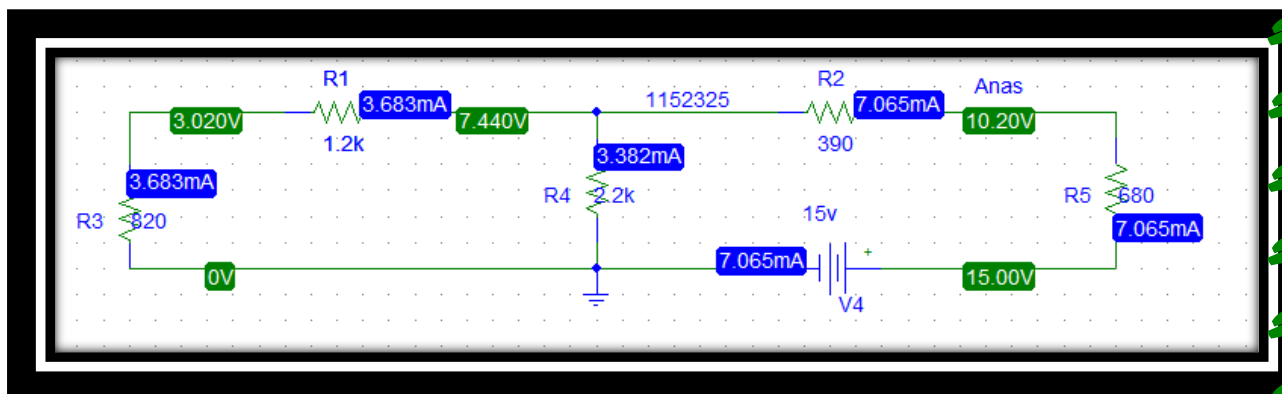 R1
R2
Anas
3.683mA
1152325
7.065mA
3.020V
7.440V
10.20V
1.2k
390
3.382mA
3.683mA
R4
2.2k
R5
680
R3
820
15v
7.065mA
7.065mA
+
0V
15.00V
V4